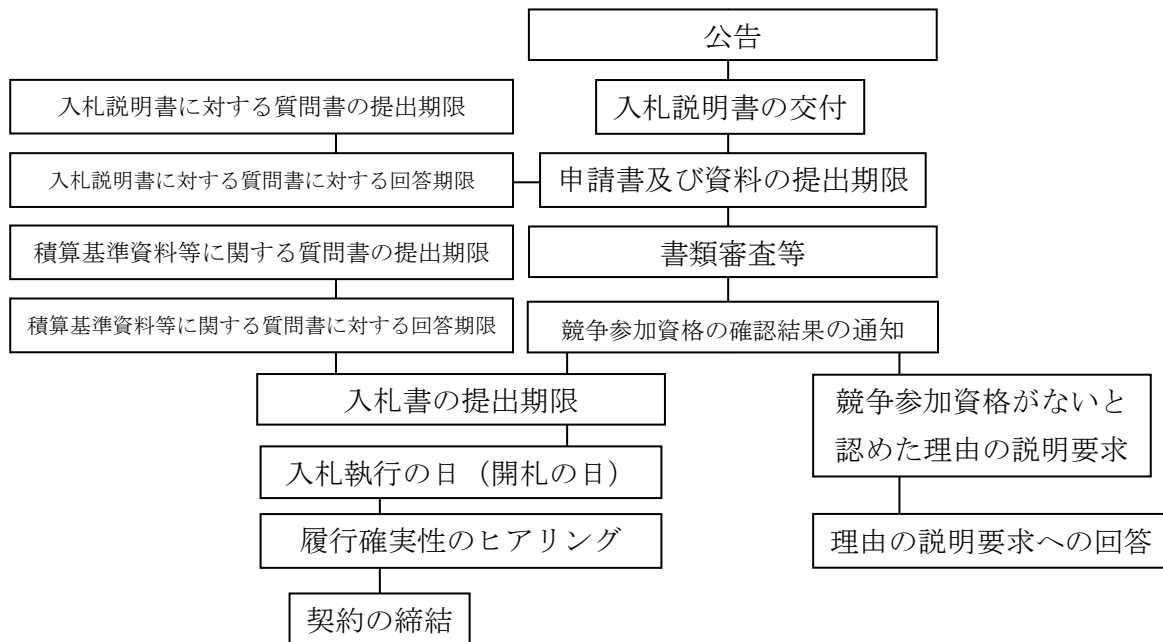 公告
入札説明書に対する質問書の提出期限
入札説明書の交付
入札説明書に対する質問書に対する回答期限
申請書及び資料の提出期限
積算基準資料等に関する質問書の提出期限
書類審査等
積算基準資料等に関する質問書に対する回答期限
競争参加資格の確認結果の通知
入札書の提出期限
競争参加資格がないと
認めた理由の説明要求
入札執行の日（開札の日）
履行確実性のヒアリング
理由の説明要求への回答
契約の締結